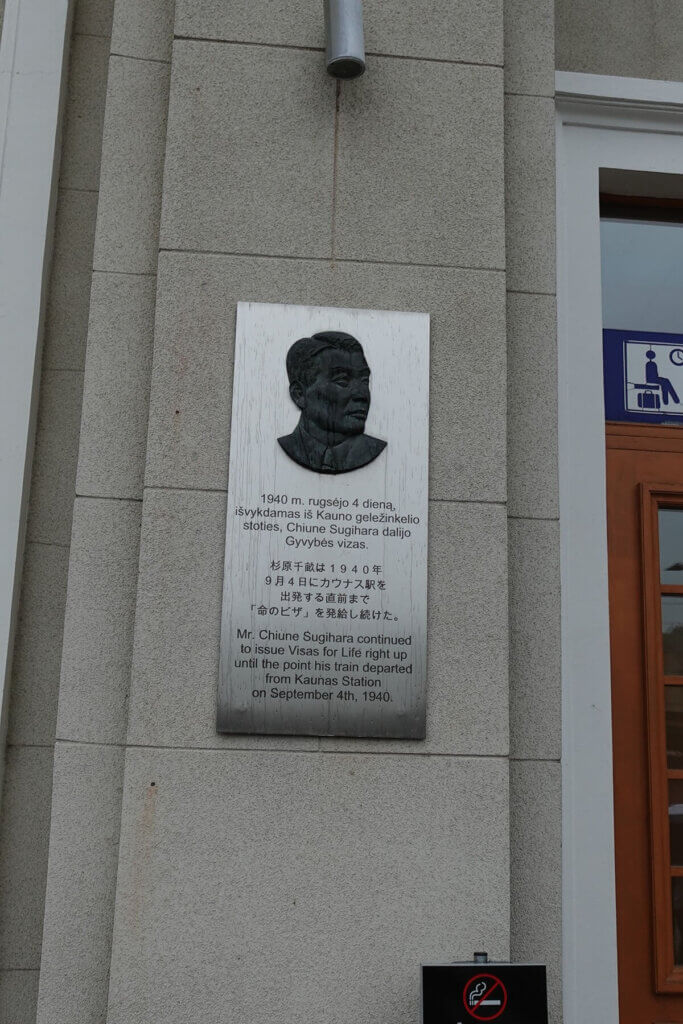 1940 m. rugsėjo 4 dieną,
išvykdamas iš Kauno geležinkelio
stoties, Chiune Sugihara dalijo
Gyvybės vizas.
杉原千畝は１９４０年
９月４日にカウナス駅を
出発する直前まで
「命のビザ」を発給し続けた。
Mr. Chiune Sugihara continued
to issue Visas for Life right up
until the point his train departed
from Kaunas Station
on September 4th, 1940.